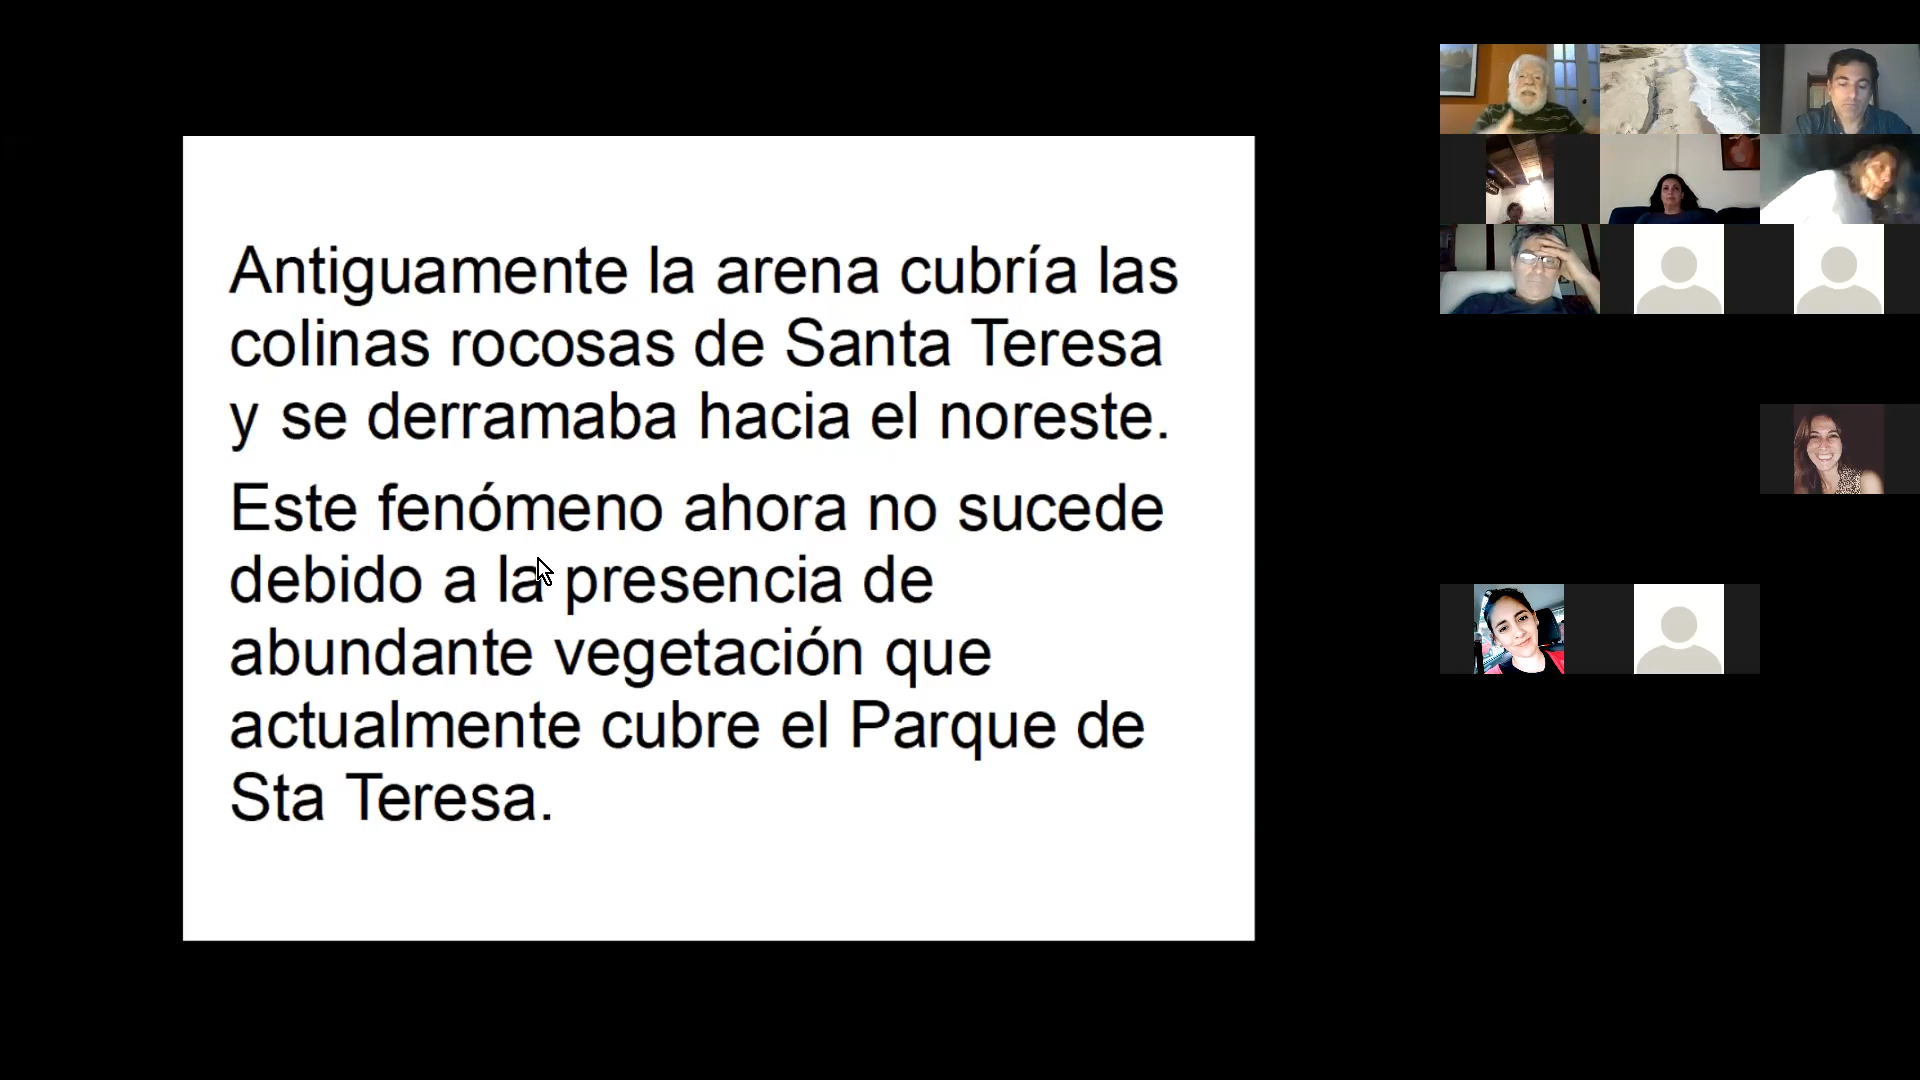 Antiguamente la arena cubría las
colinas rocosas de Santa Teresa
y se derramaba hacia el noreste.
Este fenómeno ahora no sucede
debido a la presencia de
abundante vegetación que
actualmente cubre el Parque de
Sta Teresa.